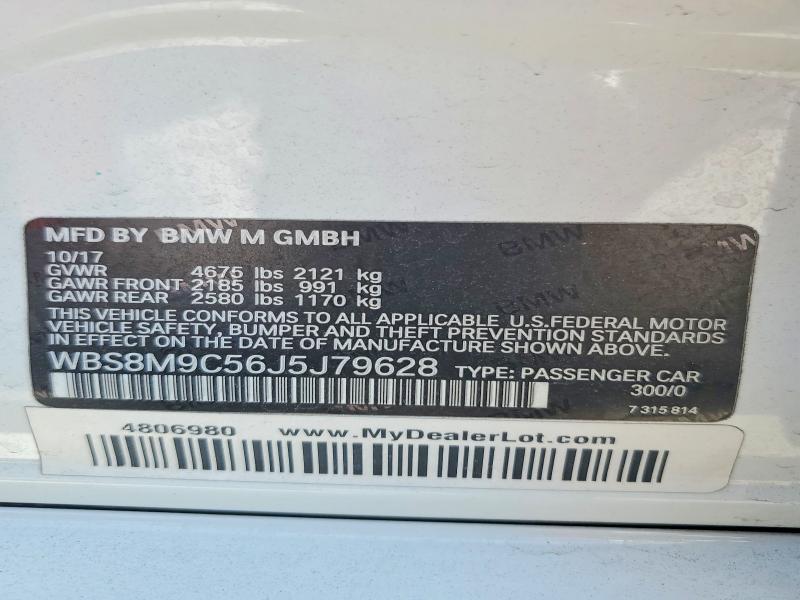 MFD BY BMW M GMBH
10/17
GVWR 4675 lbs 2121 kg
GAWR FRONT 2185 lbs 991 kg
GAWR REAR 2580 lbs 1170 kg
THIS VEHICLE CONFORMS TO ALL APPLICABLE U.S.FEDERAL MOTOR
VEHICLE SAFETY, BUMPER AND THEFT PREVENTION STANDARDS
IN EFFECT ON THE DATE OF MANUFACTURE SHOWN ABOVE.
WBS8M9C56J5J79628 TYPE: PASSENGER CAR
300/0
7 315 814
4806980 www.MyDealerLot.com